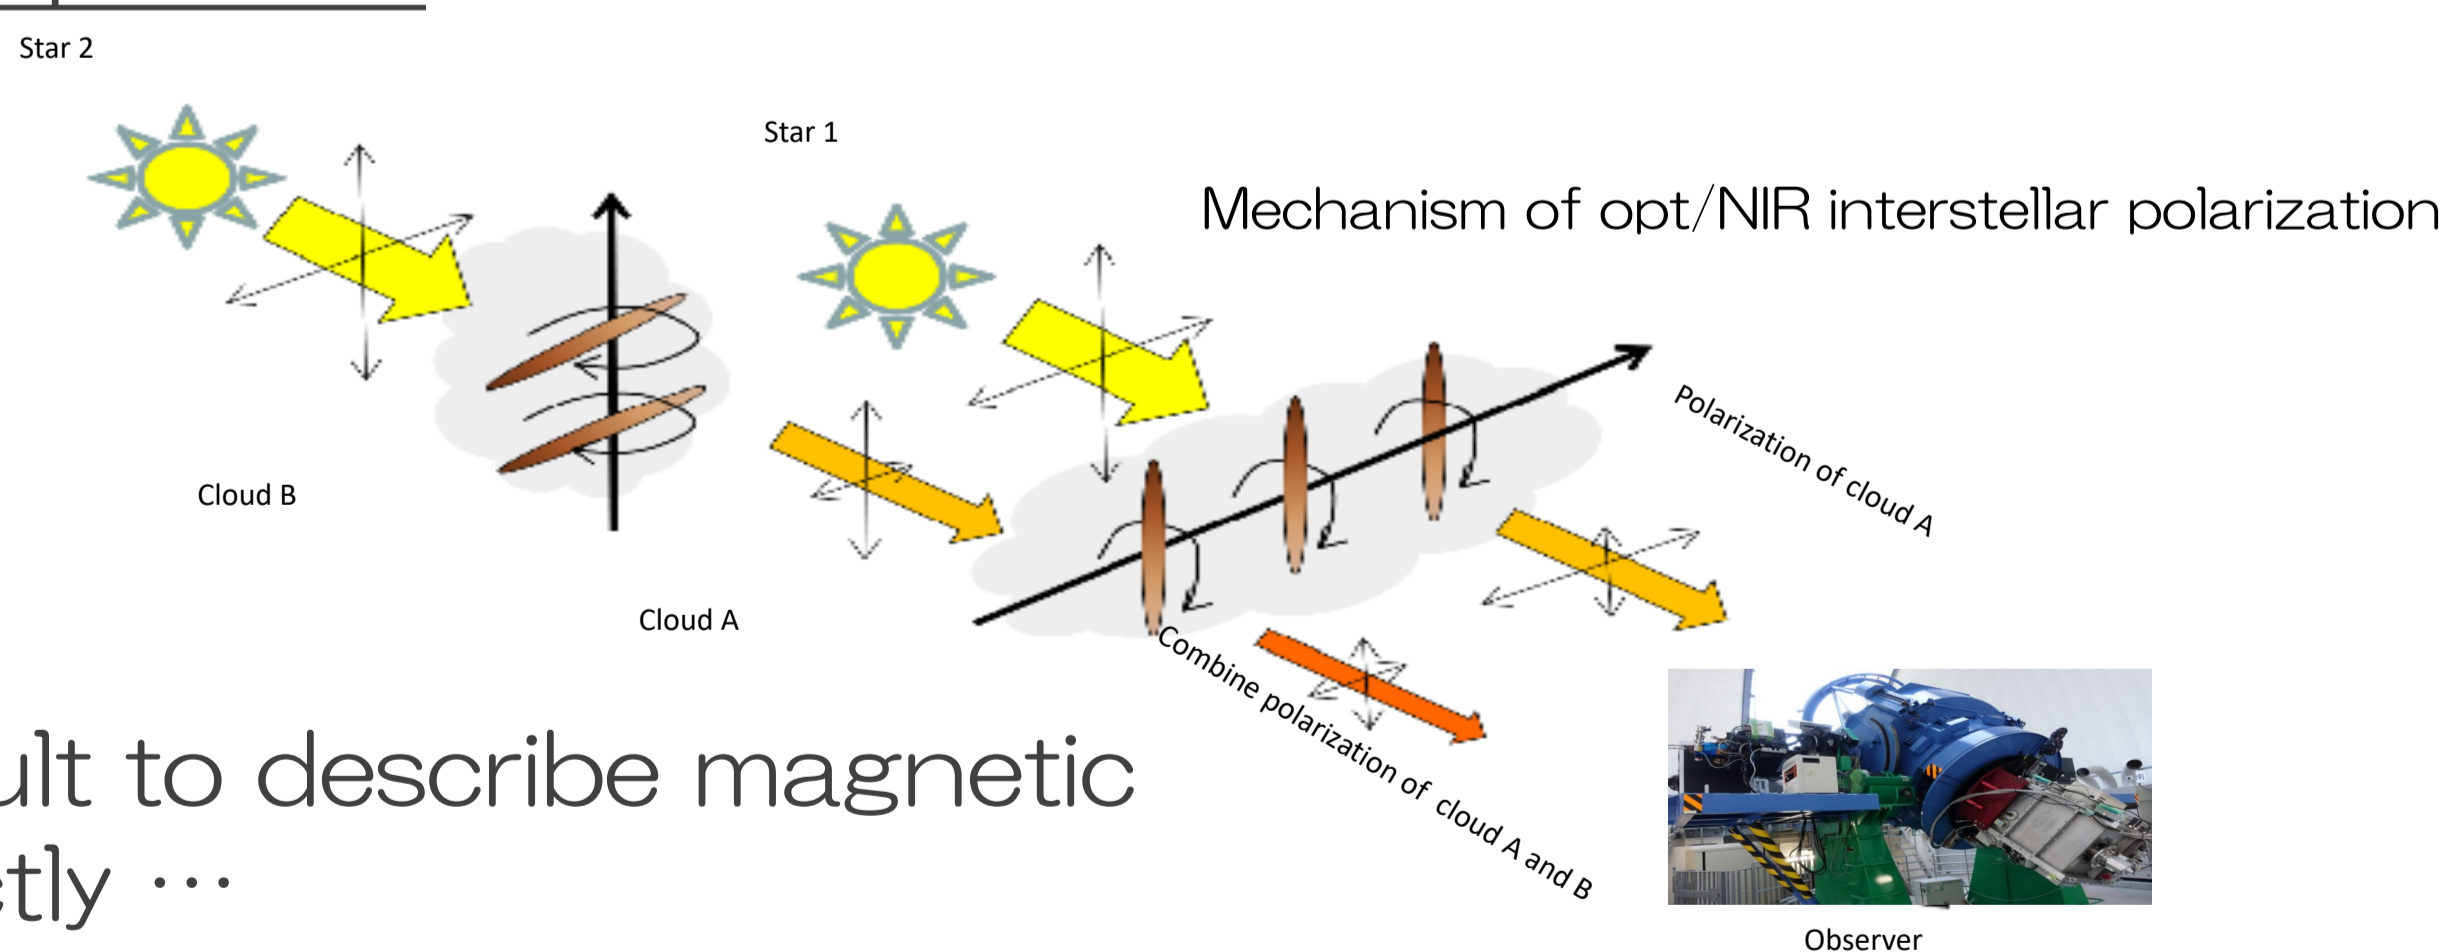 Star 2
Star 1
Mechanism of opt/NIR interstellar polarization
Polarization of cloud A
Cloud B
Cloud A
Combine polarization of cloud A and B
ult to describe magnetic
tly ···
Observer